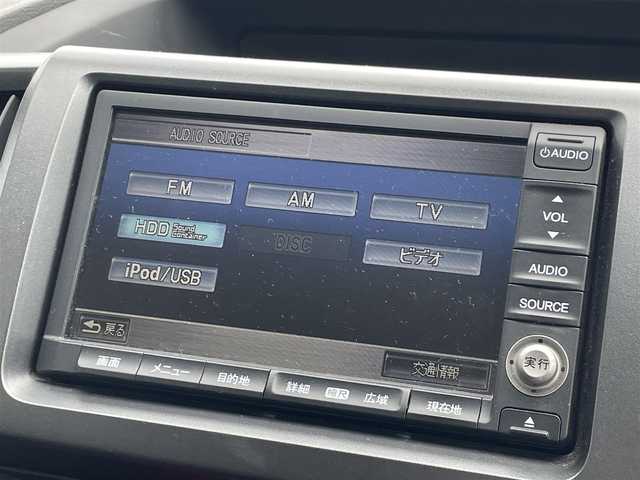 AUDIO SOURCE
FM
AM
TV
HDD Sound Container
DISC
ビデオ
iPod/USB
戻る
交通情報
AUDIO
VOL
AUDIO
SOURCE
実行
画面
メニュー
目的地
詳細
広域
現在地